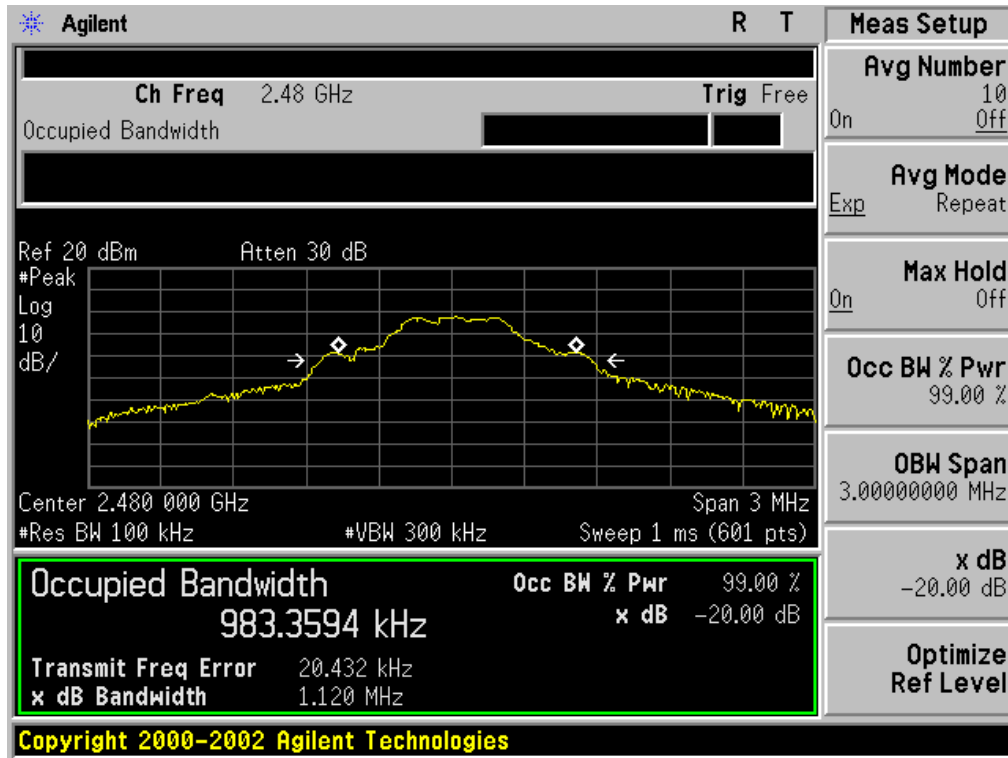 Agilent R T
Ch Freq 2.48 GHz Trig Free
Occupied Bandwidth
Ref 20 dBm Atten 30 dB
#Peak
Log
10
dB/
Center 2.480 000 GHz Span 3 MHz
#Res BW 100 kHz #VBW 300 kHz Sweep 1 ms (601 pts)
Occupied Bandwidth Occ BW % Pwr 99.00 %
983.3594 kHz x dB -20.00 dB
Transmit Freq Error 20.432 kHz
x dB Bandwidth 1.120 MHz
Copyright 2000-2002 Agilent Technologies
Meas Setup
Avg Number
10
On Off
Avg Mode
Exp Repeat
Max Hold
On Off
Occ BW % Pwr
99.00 %
OBW Span
3.00000000 MHz
x dB
-20.00 dB
Optimize
Ref Level